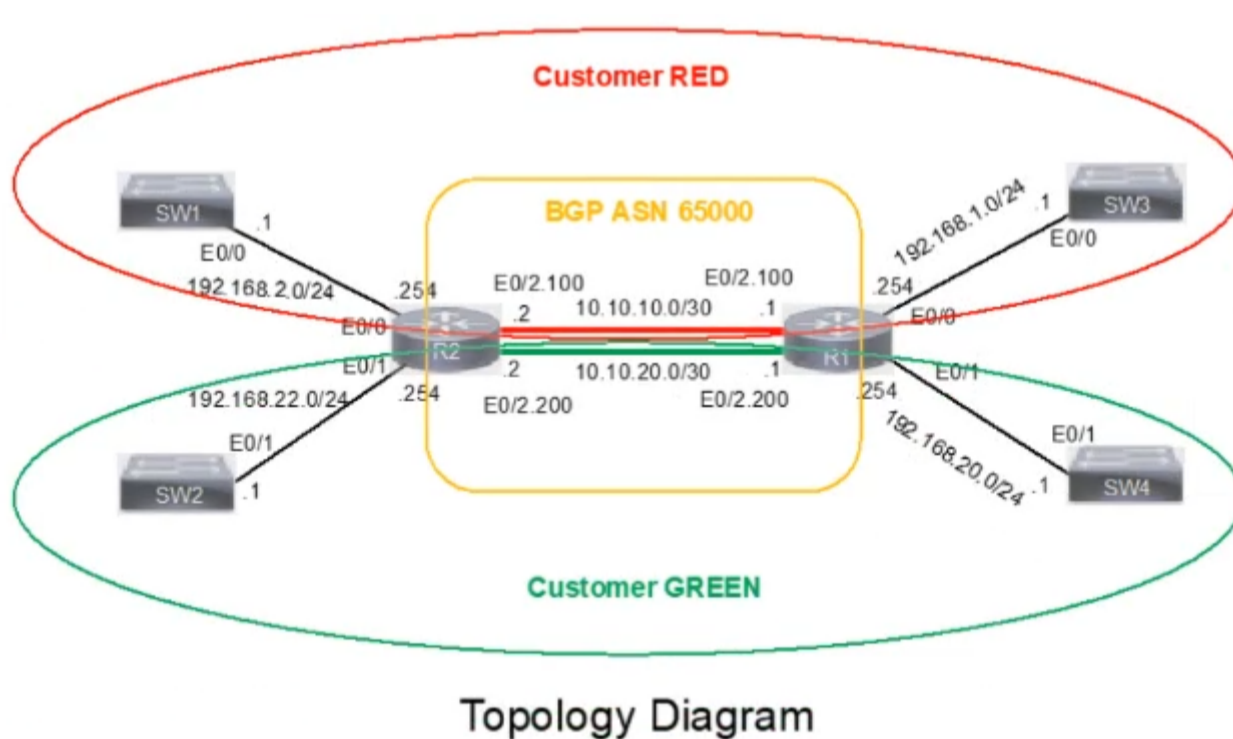 Customer RED
SW1
.1
E0/0
192.168.2.0/24
.254
E0/0
BGP ASN 65000
E0/2.100
E0/2.100
.2
10.10.10.0/30
.1
192.168.1.0/24
.1
SW3
E0/0
.254
E0/0
R2
R1
E0/1
192.168.22.0/24
.254
.2
10.10.20.0/30
.1
E0/2.200
E0/2.200
E0/1
.254
192.168.20.0/24
E0/1
SW2
.1
E0/1
.1
SW4
Customer GREEN
Topology Diagram